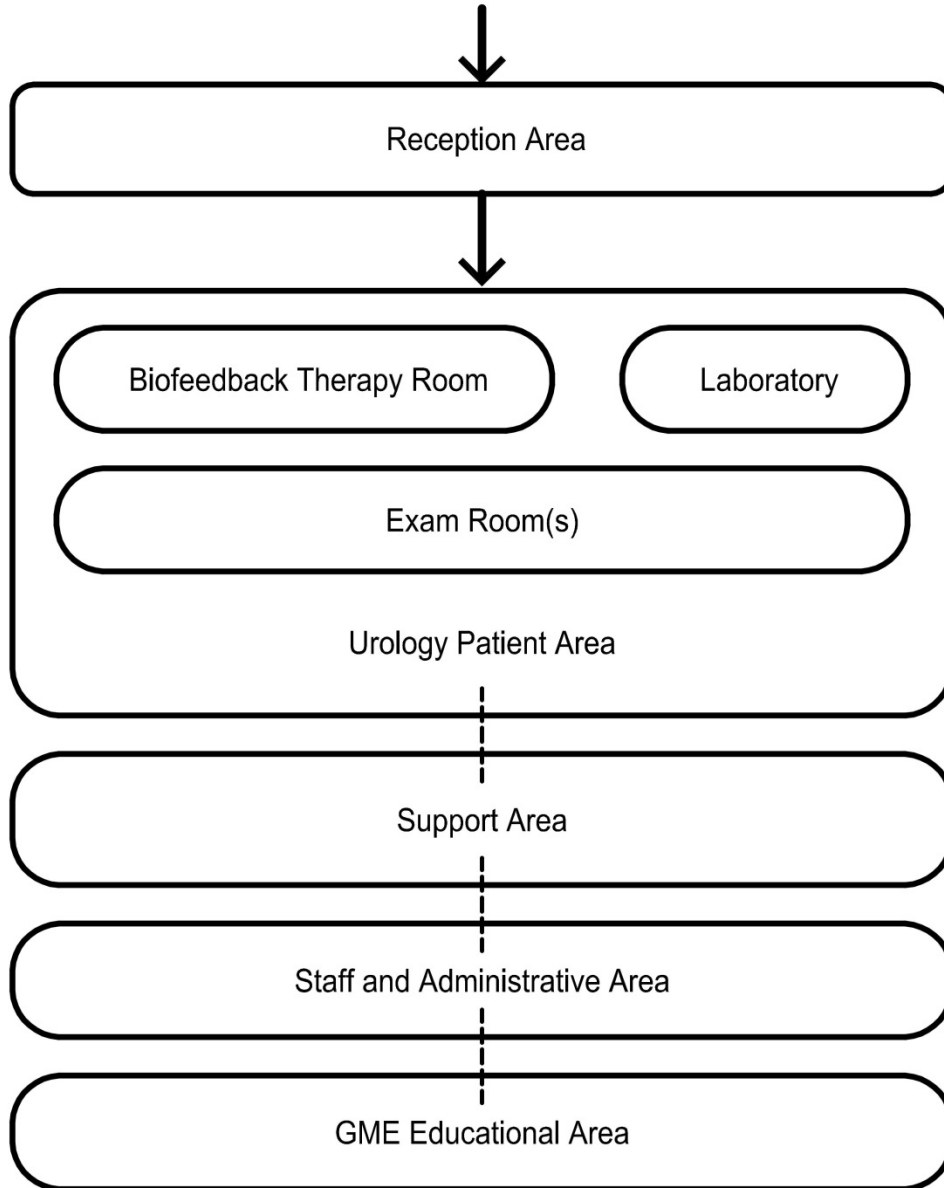 Reception Area
Biofeedback Therapy Room
Laboratory
Exam Room(s)
Urology Patient Area
Support Area
Staff and Administrative Area
GME Educational Area